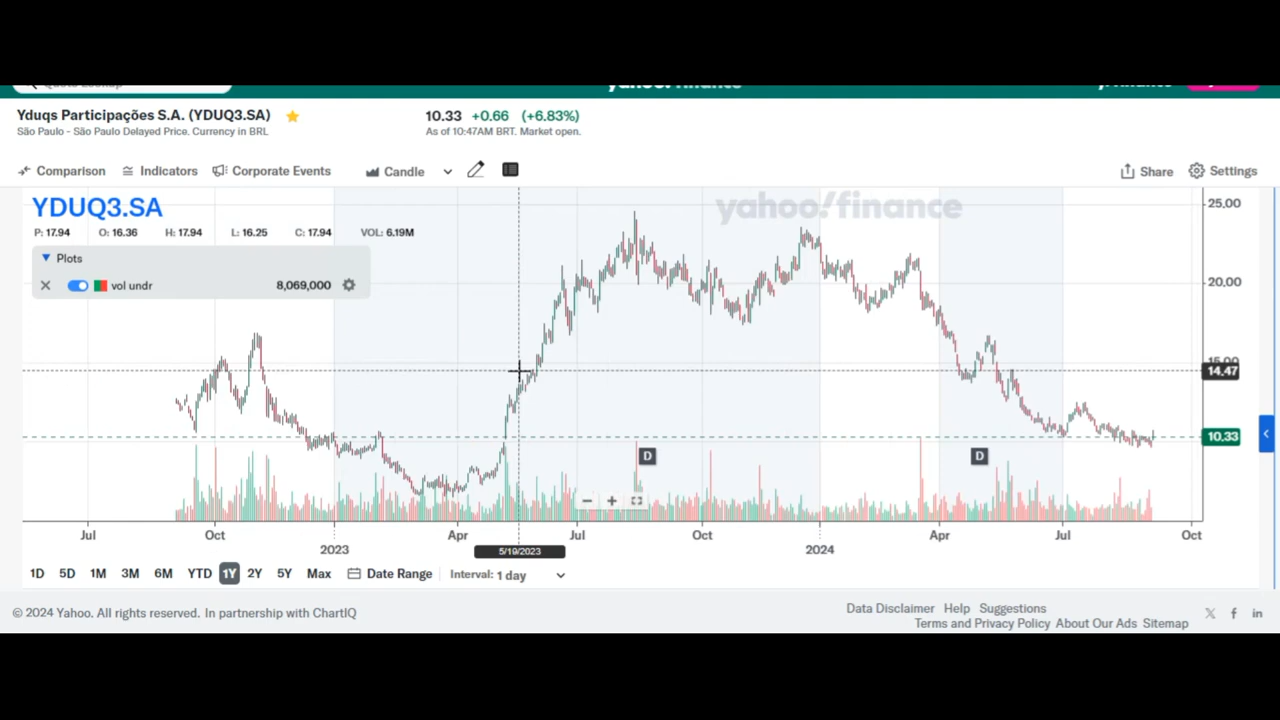 Yduqs Participações S.A. (YDUQ3.SA)
10.33 +0.66 (+6.83%)
São Paulo - São Paulo Delayed Price. Currency in BRL
As of 10:47AM BRT. Market open.
Comparison Indicators Corporate Events Candle Share Settings
YDUQ3.SA
yahoo!finance
25.00
P: 17.94 O: 16.36 H: 17.94 L: 16.25 C: 17.94 VOL: 6.19M
Plots
vol undr 8,069,000
20.00
15.00
14.47
10.33
D D
Jul Oct 2023 Apr Jul Oct 2024 Apr Jul Oct
5/19/2023
1D 5D 1M 3M 6M YTD 1Y 2Y 5Y Max Date Range Interval: 1 day
© 2024 Yahoo. All rights reserved. In partnership with ChartIQ
Data Disclaimer Help Suggestions
Terms and Privacy Policy About Our Ads Sitemap